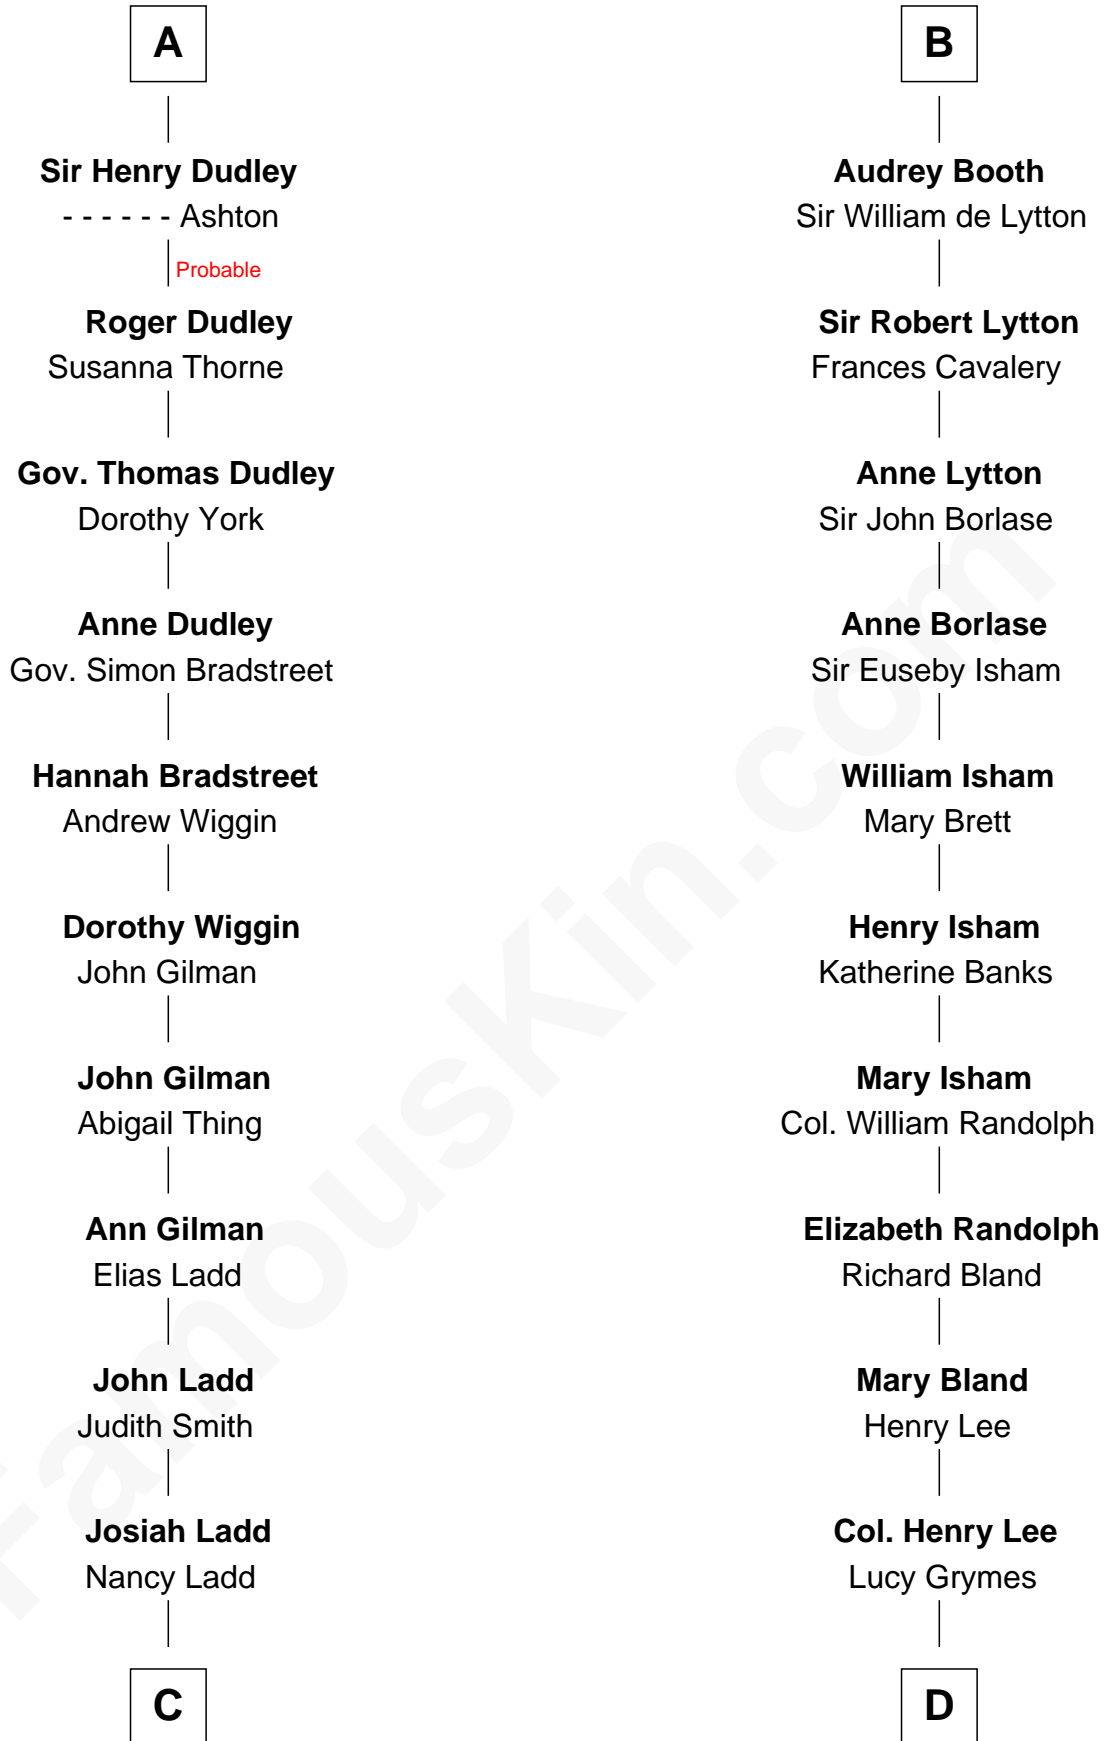 A
Sir Henry Dudley
- - - - - - Ashton
Probable
Roger Dudley
Susanna Thorne
Gov. Thomas Dudley
Dorothy York
Anne Dudley
Gov. Simon Bradstreet
Hannah Bradstreet
Andrew Wiggin
Dorothy Wiggin
John Gilman
John Gilman
Abigail Thing
Ann Gilman
Elias Ladd
John Ladd
Judith Smith
Josiah Ladd
Nancy Ladd
C
B
Audrey Booth
Sir William de Lytton
Sir Robert Lytton
Frances Cavalery
Anne Lytton
Sir John Borlase
Anne Borlase
Sir Euseby Isham
William Isham
Mary Brett
Henry Isham
Katherine Banks
Mary Isham
Col. William Randolph
Elizabeth Randolph
Richard Bland
Mary Bland
Henry Lee
Col. Henry Lee
Lucy Grymes
D
FamousKin.com